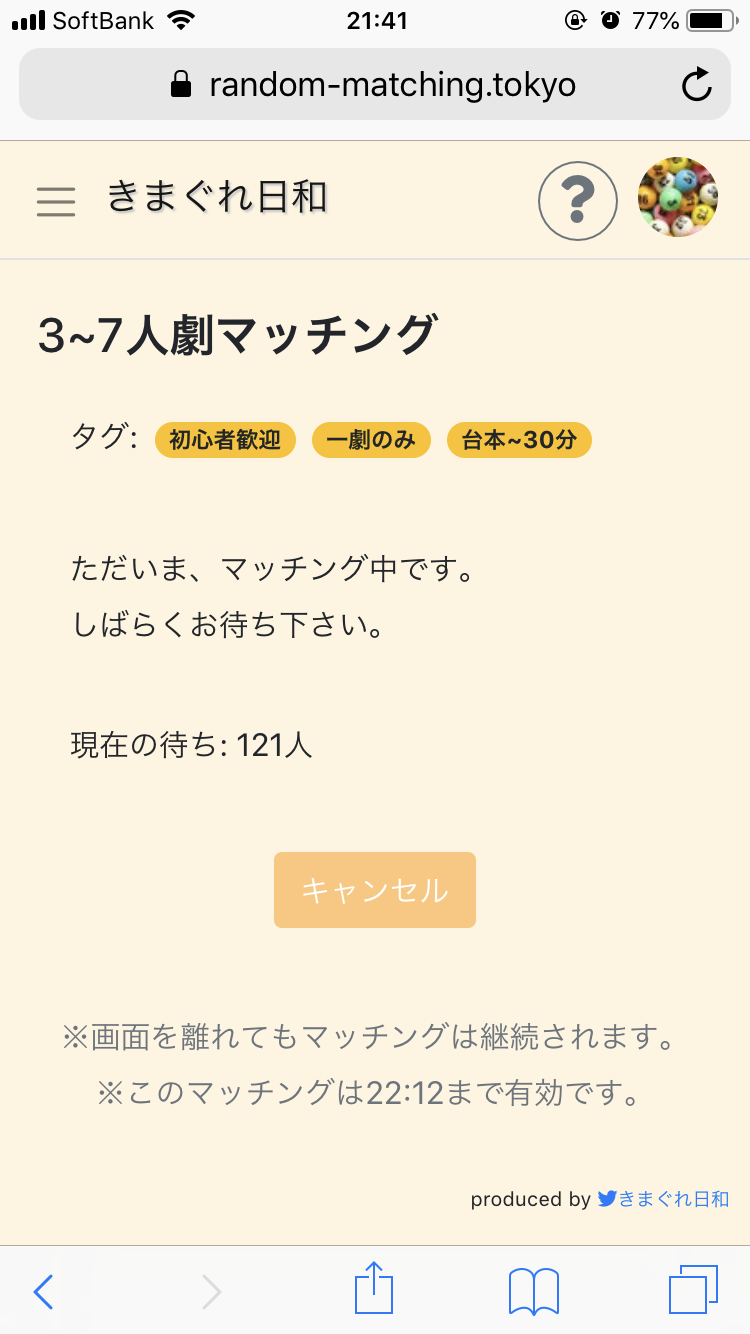 SoftBank 21:41 77%
random-matching.tokyo
きまぐれ日和 ?
3~7人劇マッチング
タグ: 初心者歓迎 一劇のみ 台本~30分
ただいま、マッチング中です。
しばらくお待ち下さい。
現在の待ち: 121人
キャンセル
※画面を離れてもマッチングは継続されます。
※このマッチングは22:12まで有効です。
produced by きまぐれ日和